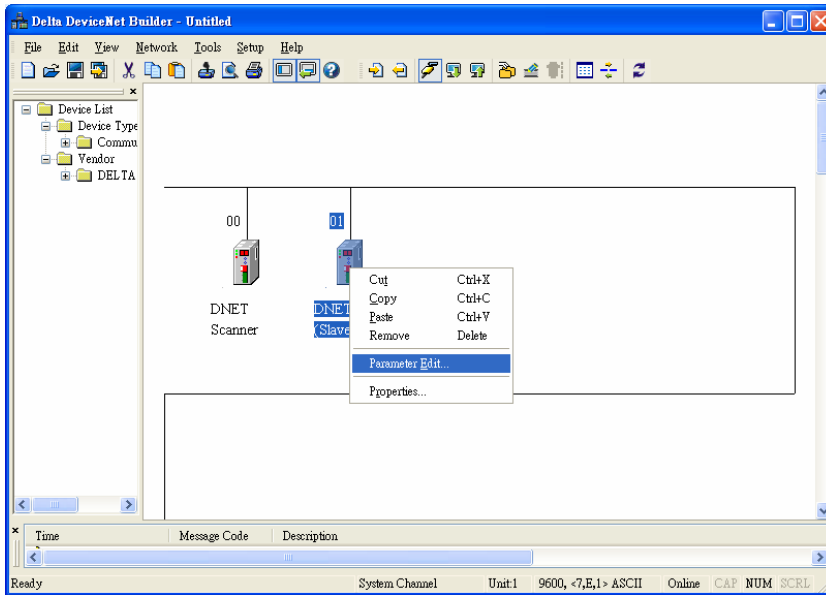 Delta DeviceNet Builder - Untitled
File Edit View Network Tools Setup Help
Device List
Device Type
Commu
Vendor
DELTA
00 01
DNET
Scanner
DNET
(Slave
Cut Ctrl+X
Copy Ctrl+C
Paste Ctrl+V
Remove Delete
Parameter Edit...
Properties...
Time Message Code Description
Ready System Channel Unit:1 9600, <7,E,1> ASCII Online CAP NUM SCRL